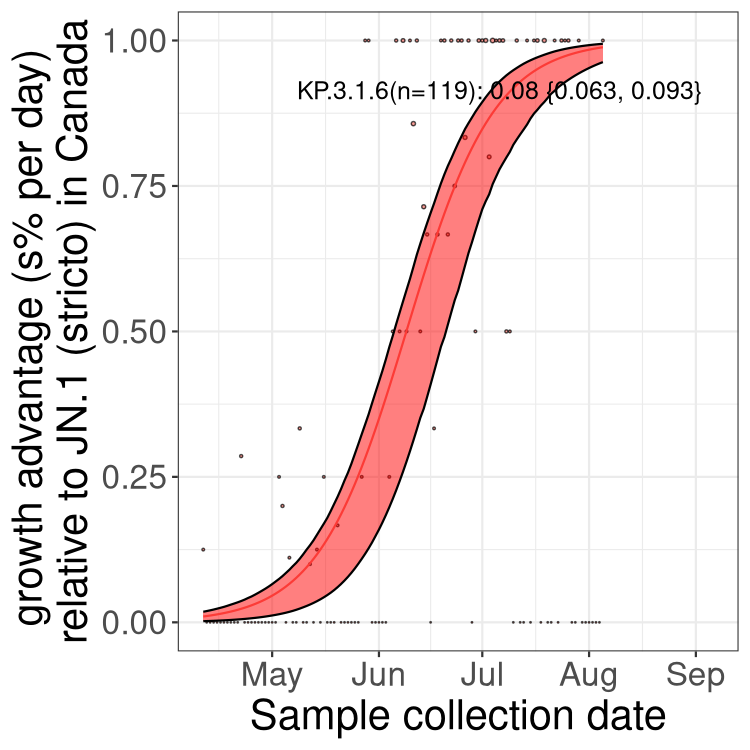 growth advantage (s% per day)
relative to JN.1 (stricto) in Canada
1.00
0.75
0.50
0.25
0.00
KP.3.1.6(n=119): 0.08 {0.063, 0.093}
May Jun Jul Aug Sep
Sample collection date